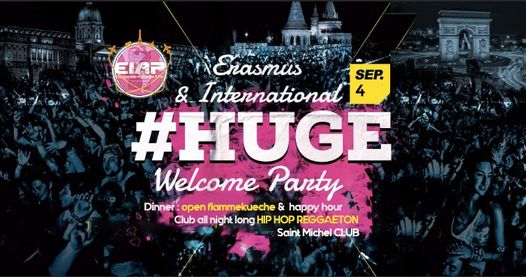 EIAP
Erasmus
& International
SEP.
4
#HUGE
Welcome Party
Dinner : open flammekueche & happy hour
Club all night long HIP HOP REGGAETON
Saint Michel CLUB